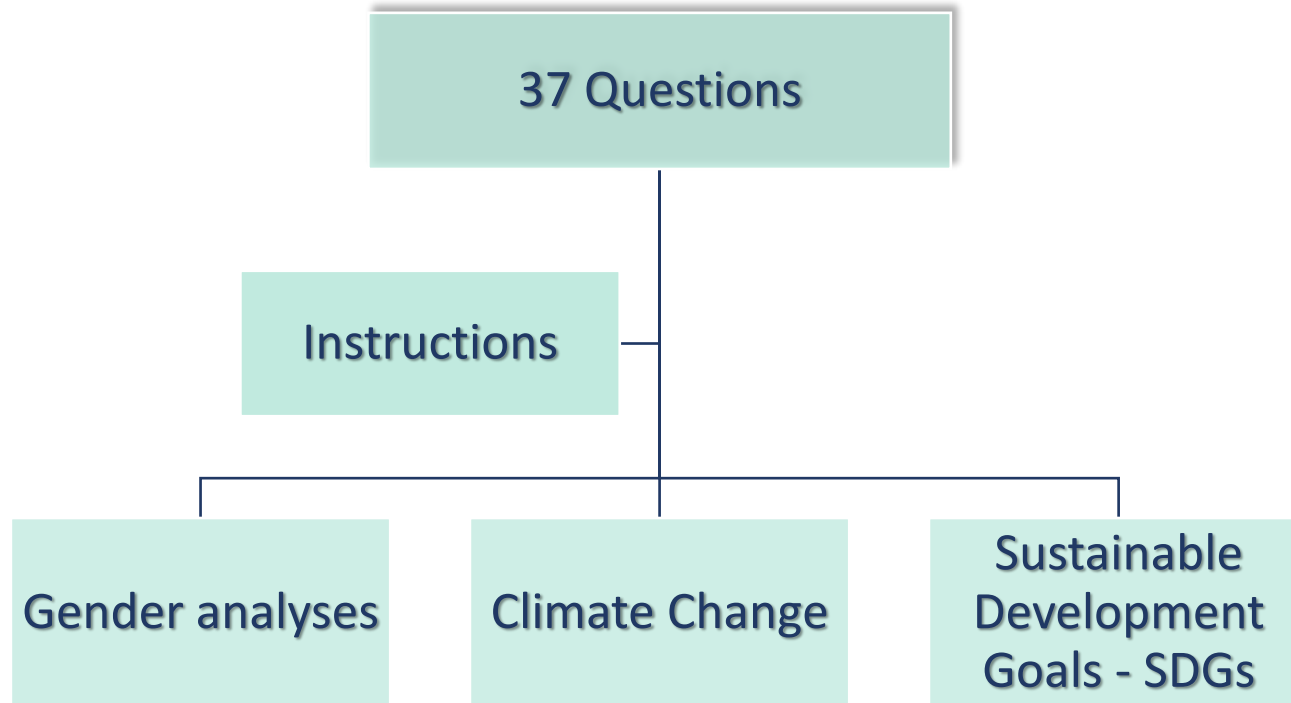 37 Questions
Instructions
Gender analyses
Climate Change
Sustainable
Development
Goals - SDGs